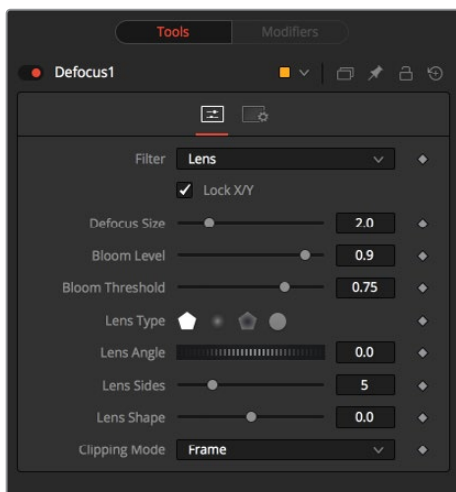 Tools Modifiers
Defocus1
Filter Lens
Lock X/Y
Defocus Size 2.0
Bloom Level 0.9
Bloom Threshold 0.75
Lens Type
Lens Angle 0.0
Lens Sides 5
Lens Shape 0.0
Clipping Mode Frame